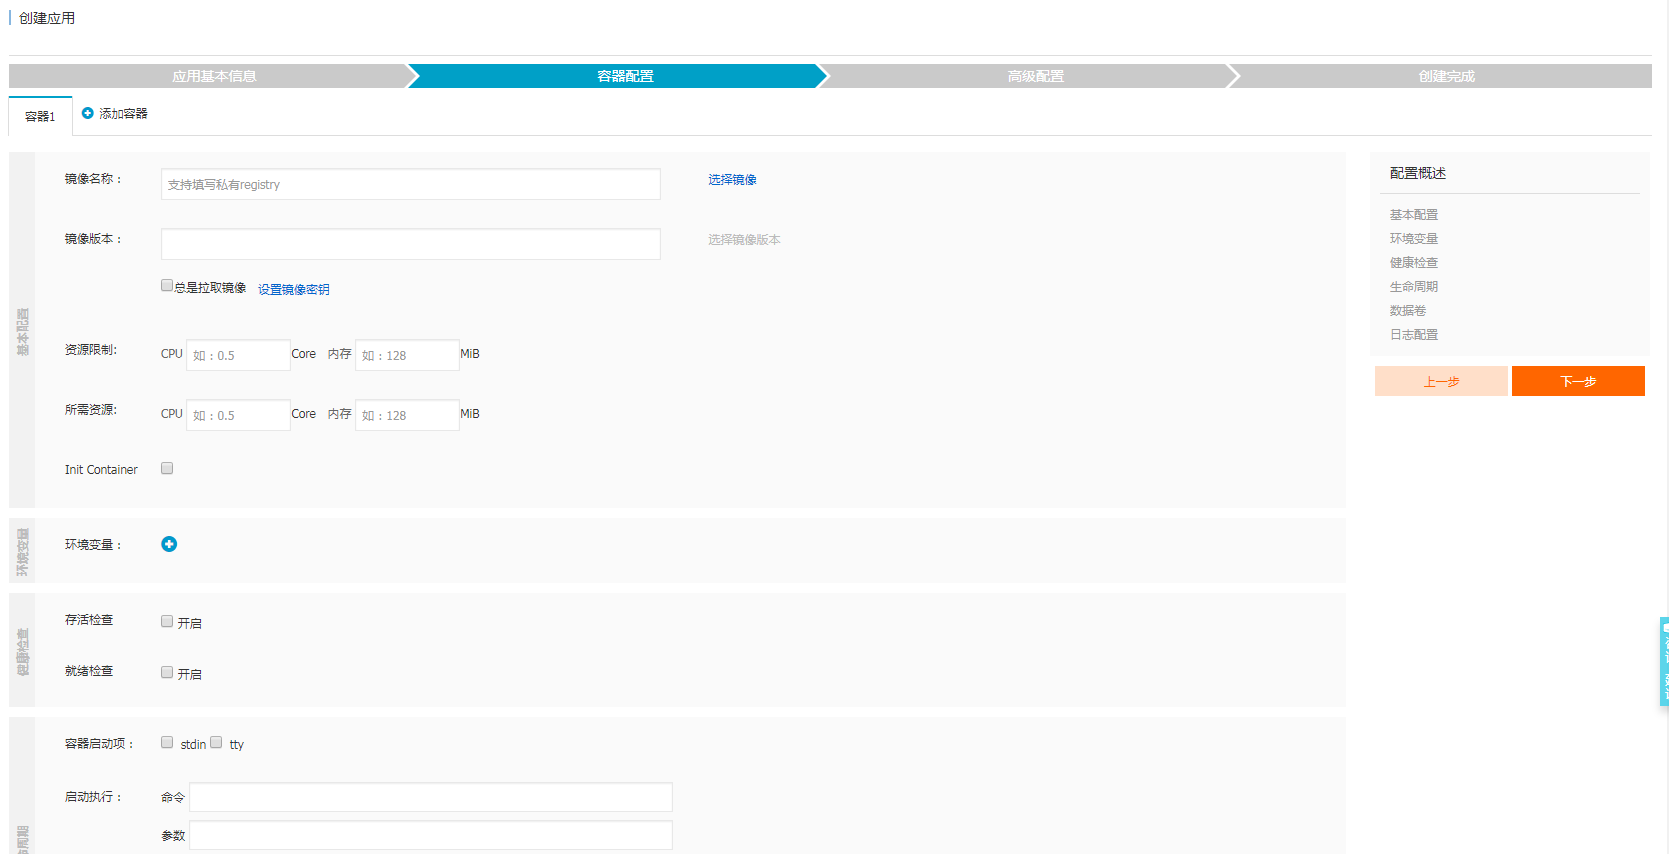 创建应用
应用基本信息 容器配置 高级配置 创建完成
容器1 添加容器
基本配置
镜像名称： 支持填写私有registry 选择镜像
镜像版本： 选择镜像版本
总是拉取镜像 设置镜像密钥
资源限制: CPU 如：0.5 Core 内存 如：128 MiB
所需资源: CPU 如：0.5 Core 内存 如：128 MiB
Init Container
环境变量
环境变量：
健康检查
存活检查 开启
就绪检查 开启
容器启动项： stdin tty
启动执行： 命令
参数
周期
配置概述
基本配置
环境变量
健康检查
生命周期
数据卷
日志配置
上一步 下一步